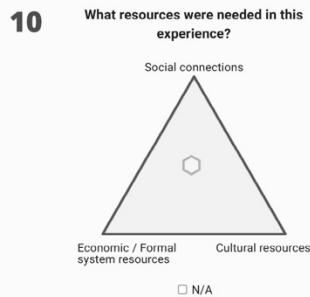 10
What resources were needed in this
experience?
Social connections
Economic / Formal
system resources
Cultural resources
N/A